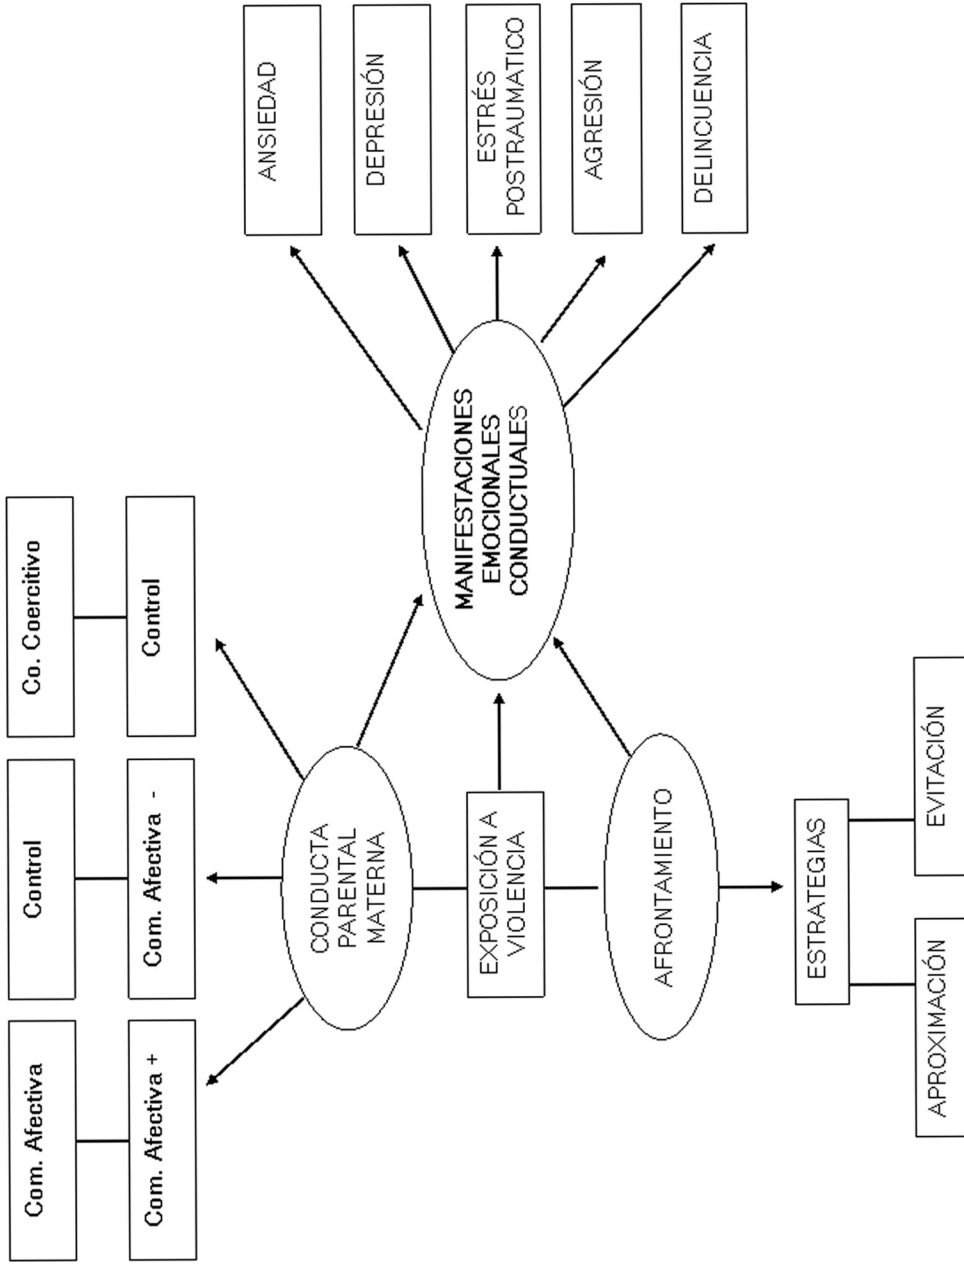 Com. Afectiva
Control
Co. Coercitivo
Com. Afectiva +
Com. Afectiva -
Control
CONDUCTA
PARENTAL
MATERNA
EXPOSICIÓN A
VIOLENCIA
AFRONTAMIENTO
ESTRATEGIAS
APROXIMACIÓN
EVITACIÓN
MANIFESTACIONES
EMOCIONALES
CONDUCTUALES
ANSIEDAD
DEPRESIÓN
ESTRÉS
POSTRAUMATICO
AGRESIÓN
DELINCUENCIA